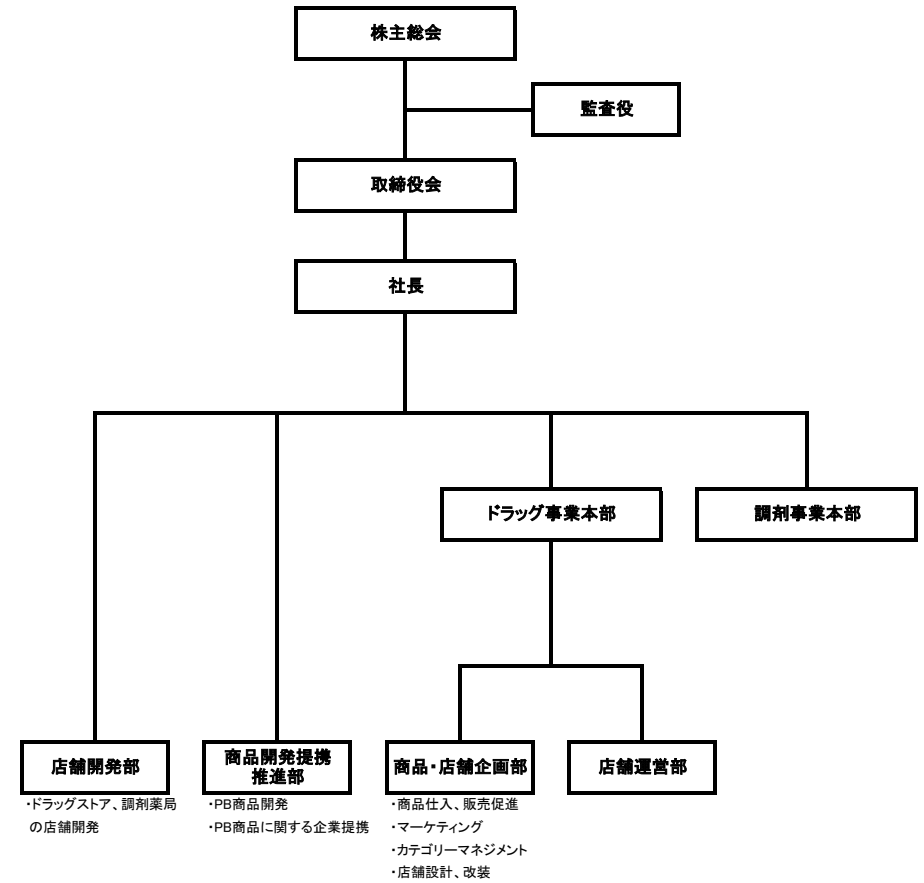 株主総会
監査役
取締役会
社長
ドラッグ事業本部
調剤事業本部
店舗開発部
・ドラッグストア、調剤薬局
の店舗開発
商品開発提携
推進部
・PB商品開発
・PB商品に関する企業提携
商品・店舗企画部
・商品仕入、販売促進
・マーケティング
・カテゴリーマネジメント
・店舗設計、改装
店舗運営部